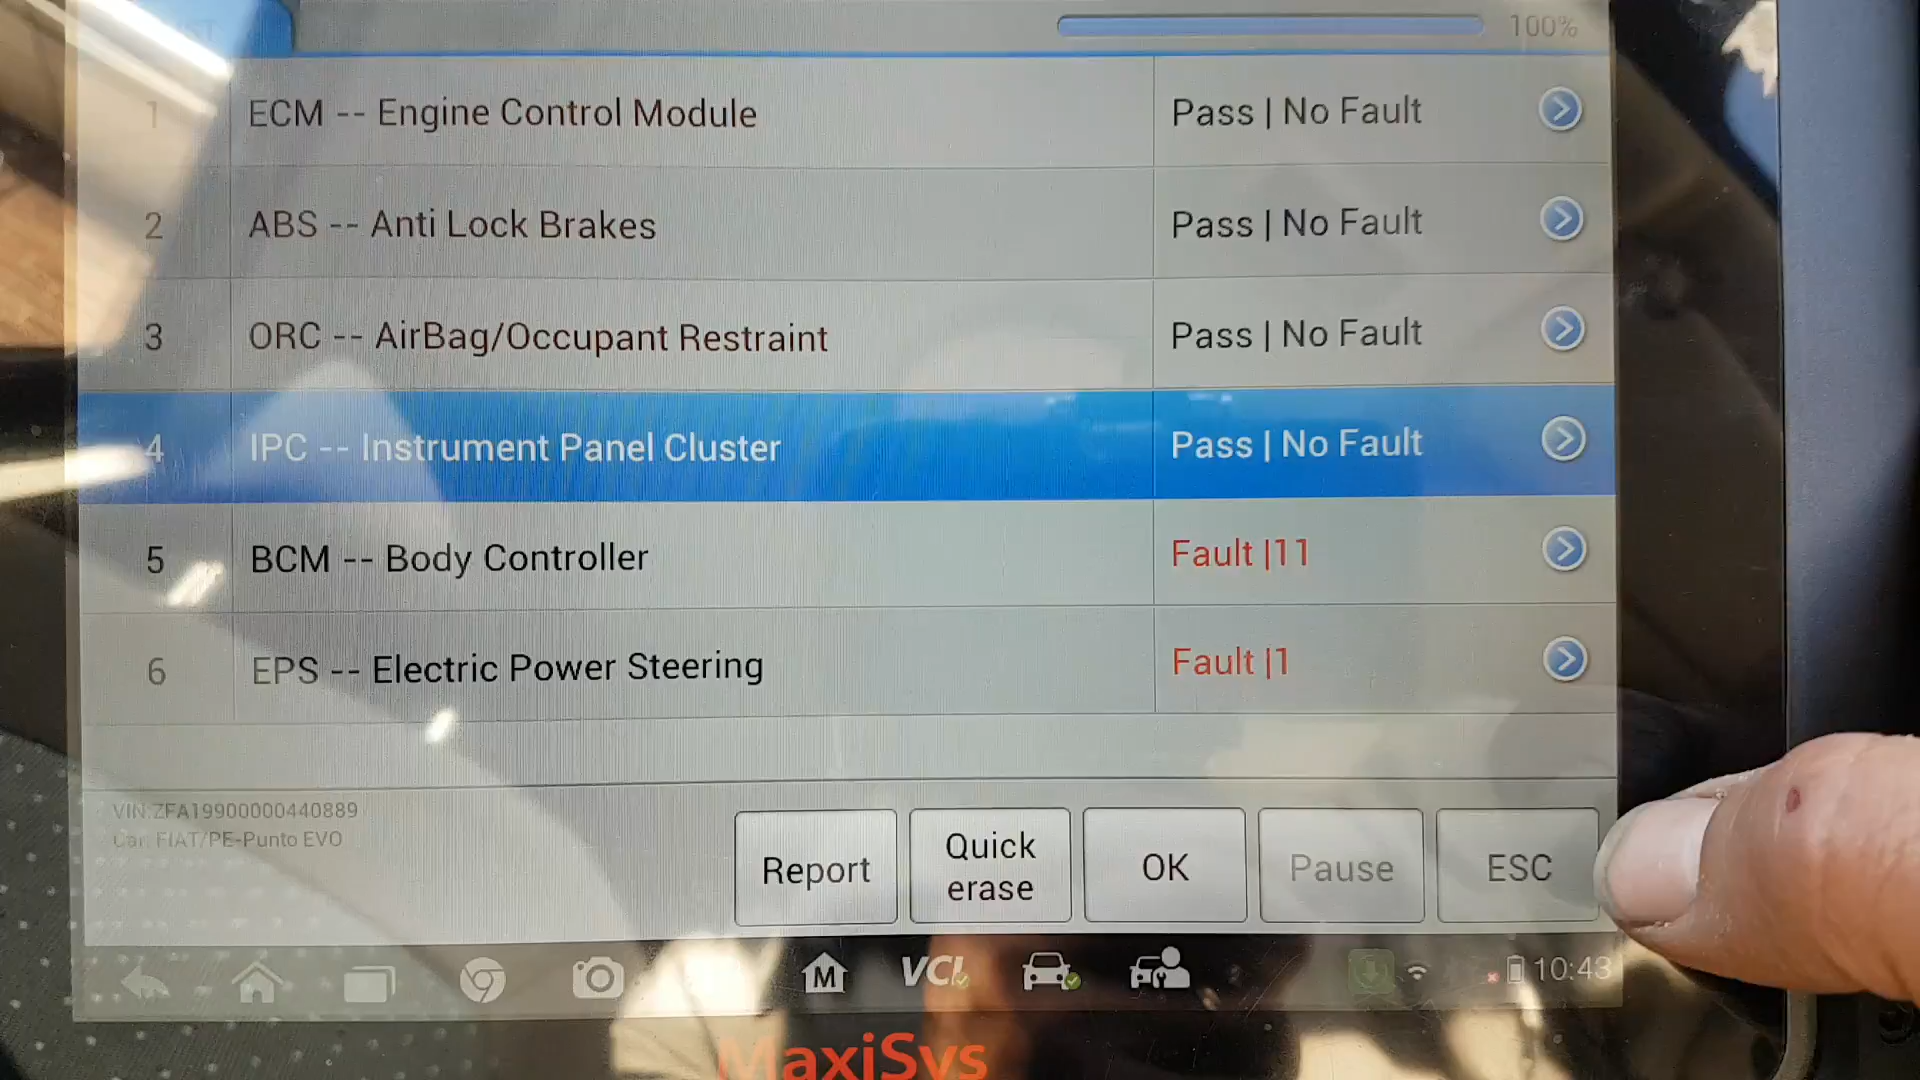 100%
1 ECM -- Engine Control Module Pass | No Fault
2 ABS -- Anti Lock Brakes Pass | No Fault
3 ORC -- AirBag/Occupant Restraint Pass | No Fault
4 IPC -- Instrument Panel Cluster Pass | No Fault
5 BCM -- Body Controller Fault |11
6 EPS -- Electric Power Steering Fault |1
VIN:ZFA19900000440889
Car: FIAT/PE-Punto EVO
Report
Quick
erase
OK
Pause
ESC
M
VCI
10:43
MaxiSys